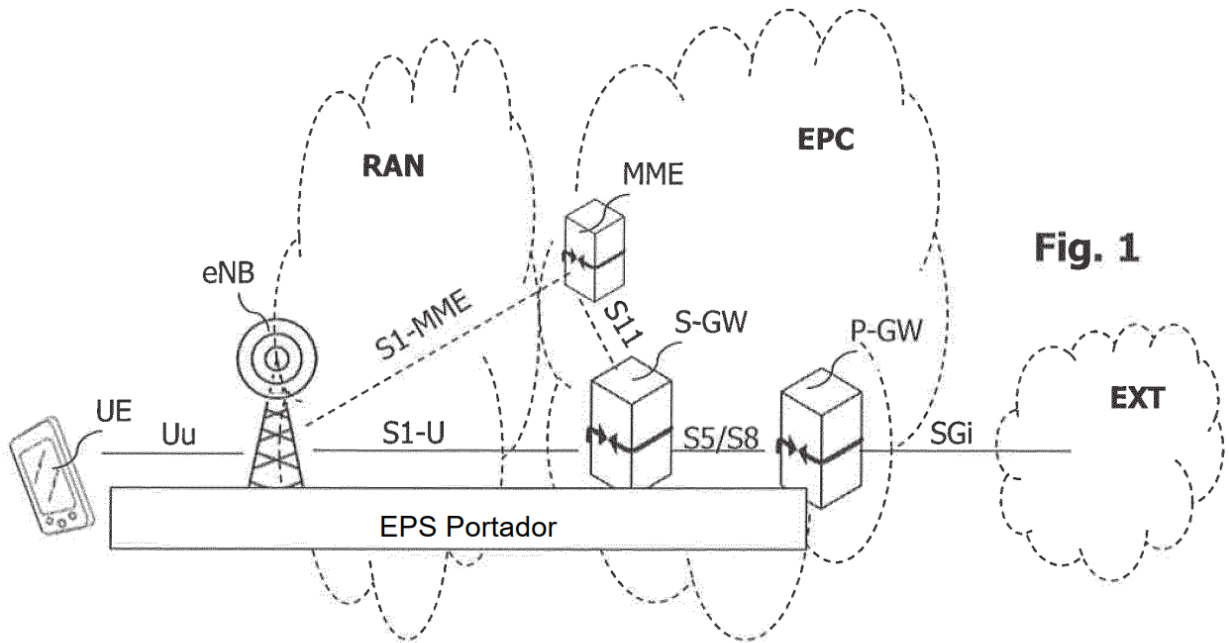 RAN
EPC
MME
Fig. 1
eNB
S1-MME
S11
S-GW
P-GW
UE
Uu
S1-U
S5/S8
SGi
EXT
EPS Portador